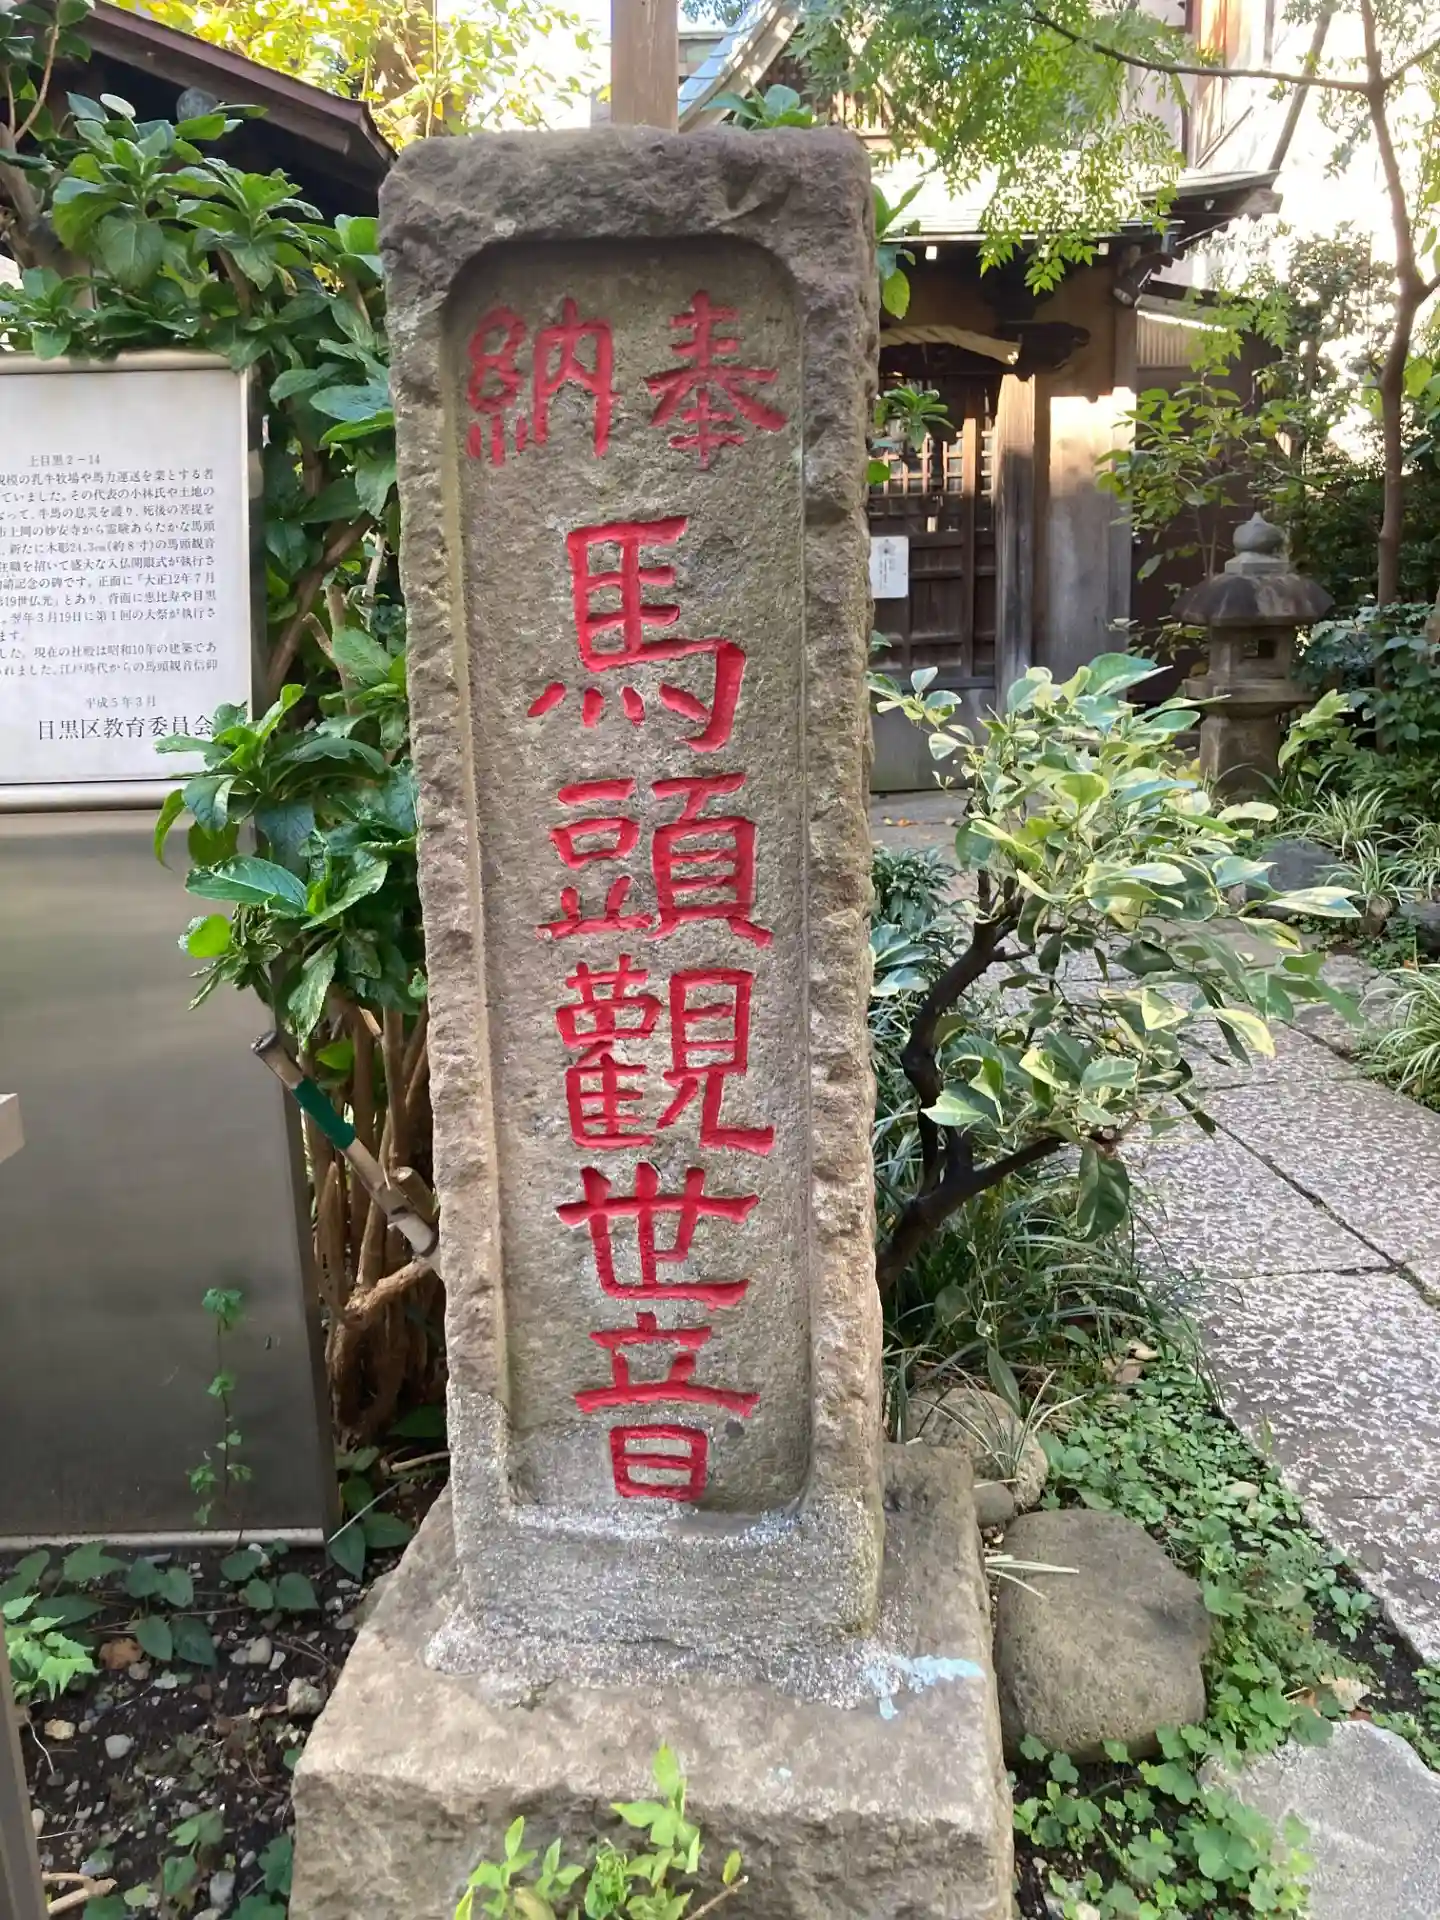 奉納
馬頭觀世音
上目黒2-14
規模の乳牛牧場や馬力運送を業とする者
ていました。その代表の小林氏や土地の
なって、牛馬の息災を護り、死後の菩提を
市上岡の妙安寺から霊験あらたかな馬頭
、新たに木彫24.3cm(約8寸)の馬頭観音
住職を招いて盛大な入仏開眼式が執行さ
請記念の碑です。正面に「大正12年7月
第19世仏光」とあり、背面に恵比寿や目黒
。翌年3月19日に第1回の大祭が執行さ
ます。
した。現在の社殿は昭和10年の建築であ
られました。江戸時代からの馬頭観音信仰
平成5年3月
目黒区教育委員会